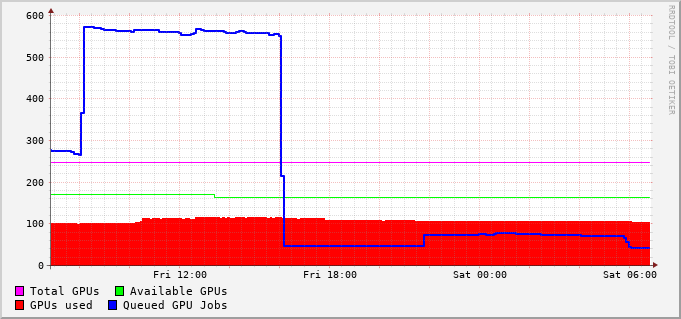 600
500
400
300
200
100
0
Fri 12:00 Fri 18:00 Sat 00:00 Sat 06:00
Total GPUs Available GPUs
GPUs used Queued GPU Jobs
RRDTOOL / TOBI OETIKER